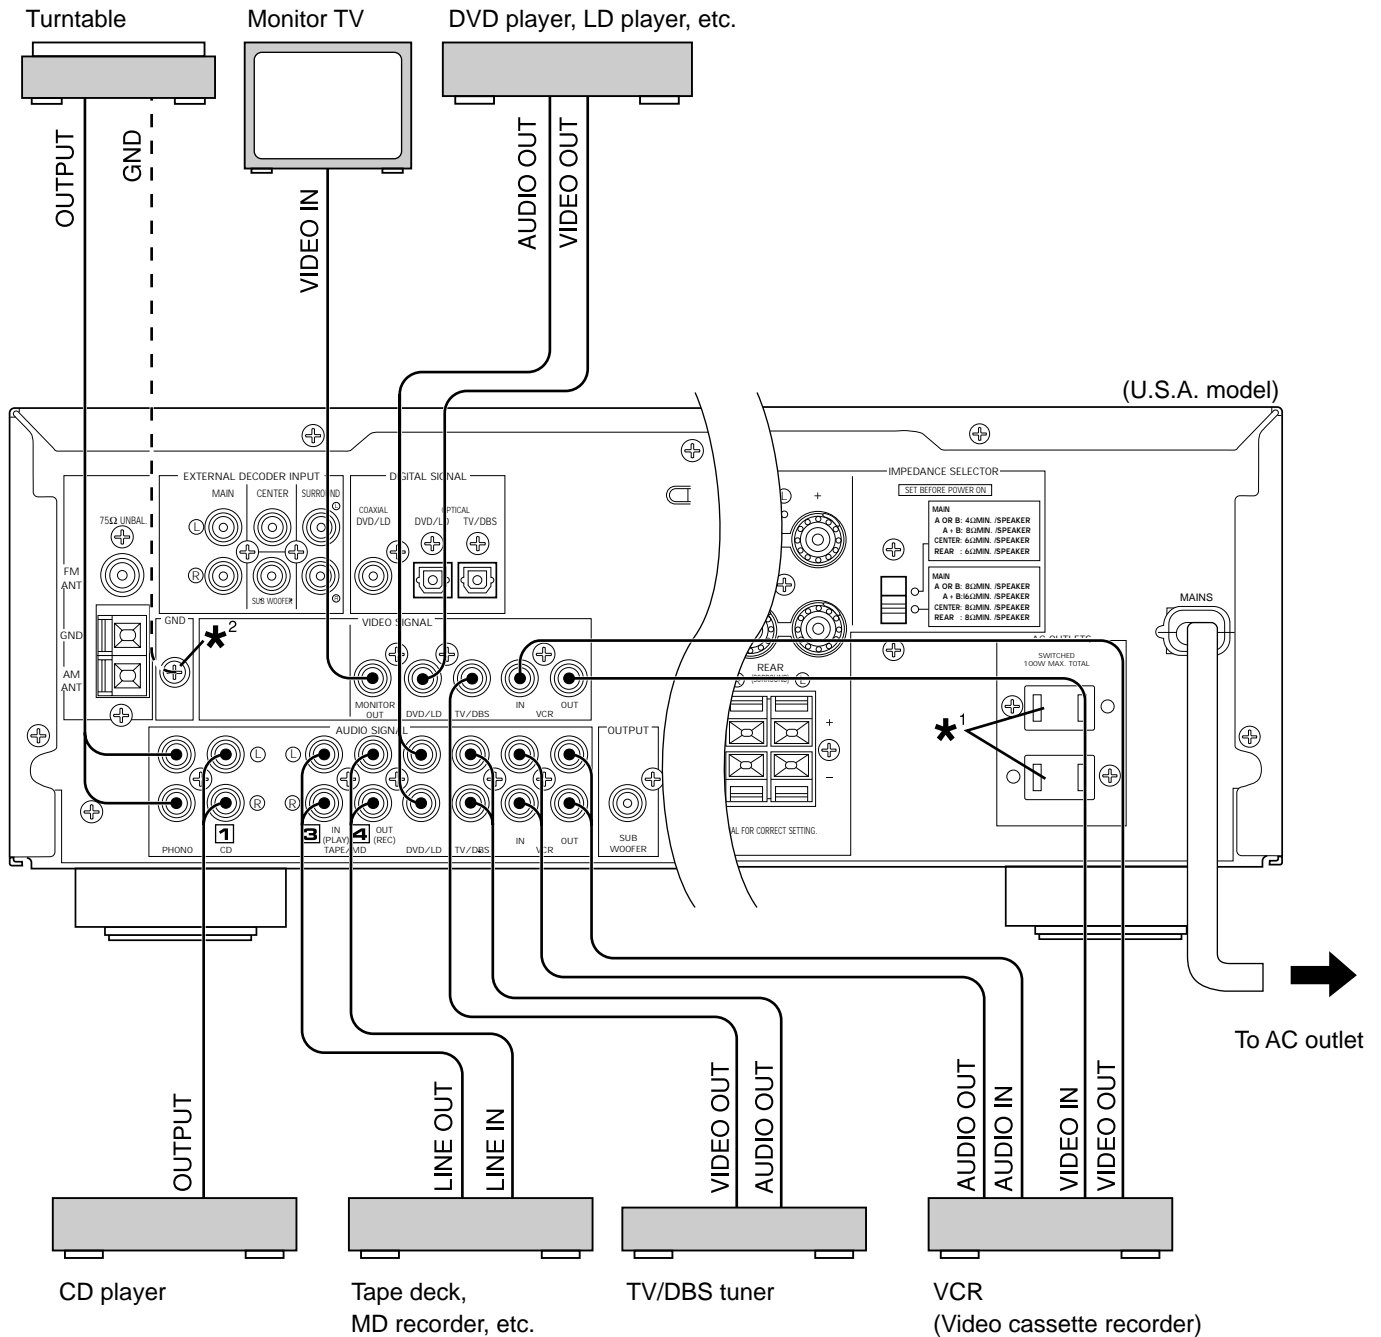 Turntable
Monitor TV
DVD player, LD player, etc.
OUTPUT
GND
VIDEO IN
AUDIO OUT
VIDEO OUT
(U.S.A. model)
EXTERNAL DECODER INPUT
MAIN
CENTER
SURROUND
L
R
L
R
SUB WOOFER
DIGITAL SIGNAL
COAXIAL
DVD/LD
OPTICAL
DVD/LD
TV/DBS
75Ω UNBAL.
FM
ANT
GND
AM
ANT
GND
*2
VIDEO SIGNAL
MONITOR
OUT
DVD/LD
TV/DBS
IN
VCR
OUT
AUDIO SIGNAL
L
R
L
R
1
3
4
PHONO
CD
IN
(PLAY)
OUT
(REC)
TAPE/MD
DVD/LD
TV/DBS
IN
VCR
OUT
OUTPUT
SUB
WOOFER
L
+
REAR
(SURROUND)
L
+
−
AL FOR CORRECT SETTING.
IMPEDANCE SELECTOR
SET BEFORE POWER ON
MAIN
A OR B: 4ΩMIN. /SPEAKER
A + B: 8ΩMIN. /SPEAKER
CENTER: 6ΩMIN. /SPEAKER
REAR : 6ΩMIN. /SPEAKER
MAIN
A OR B: 8ΩMIN. /SPEAKER
A + B:16ΩMIN. /SPEAKER
CENTER: 8ΩMIN. /SPEAKER
REAR : 8ΩMIN. /SPEAKER
AC OUTLETS
SWITCHED
100W MAX. TOTAL
*1
MAINS
To AC outlet
OUTPUT
LINE OUT
LINE IN
VIDEO OUT
AUDIO OUT
AUDIO OUT
AUDIO IN
VIDEO IN
VIDEO OUT
CD player
Tape deck,
MD recorder, etc.
TV/DBS tuner
VCR
(Video cassette recorder)